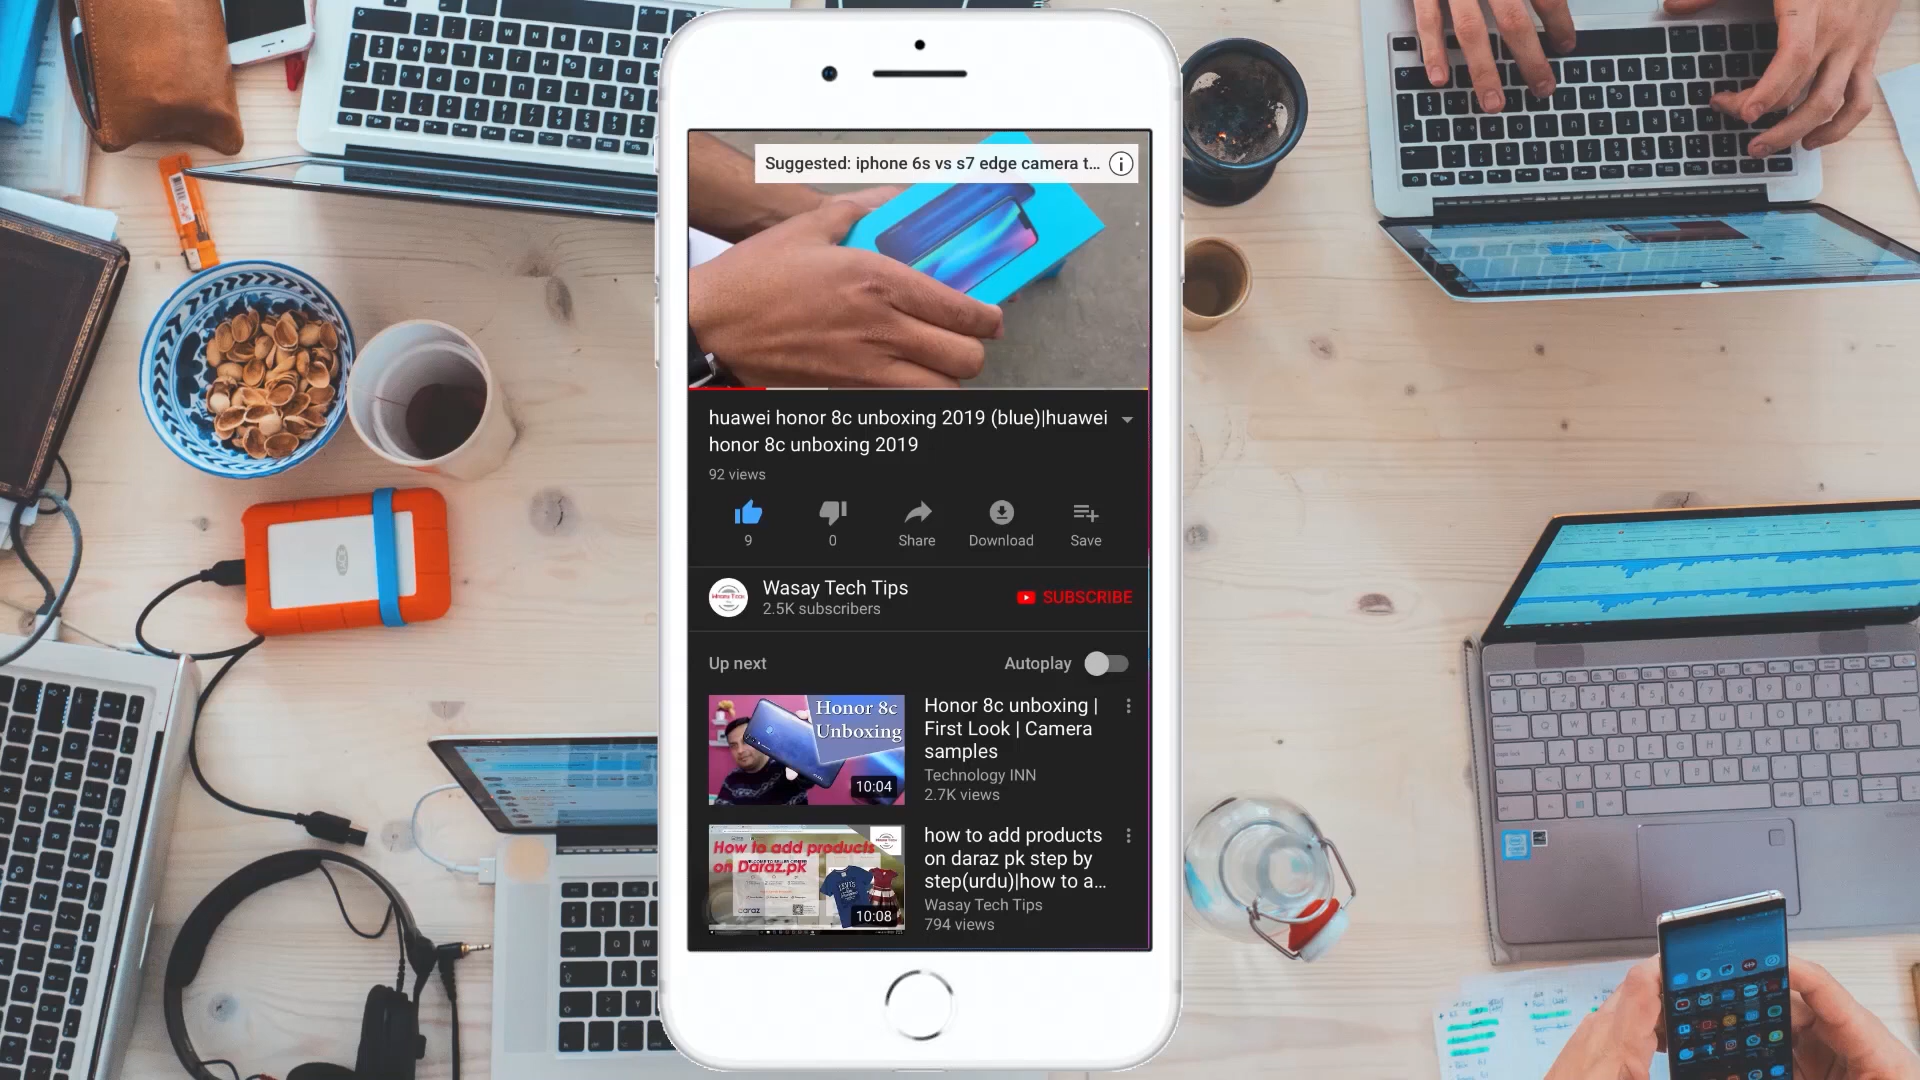 Suggested: iphone 6s vs s7 edge camera t...
huawei honor 8c unboxing 2019 (blue)|huawei
honor 8c unboxing 2019
92 views
9
0
Share
Download
Save
Wasay Tech Tips
2.5K subscribers
SUBSCRIBE
Up next
Autoplay
Honor 8c
Unboxing
10:04
Honor 8c unboxing |
First Look | Camera
samples
Technology INN
2.7K views
How to add products
on Daraz.pk
daraz
10:08
how to add products
on daraz pk step by
step(urdu)|how to a...
Wasay Tech Tips
794 views